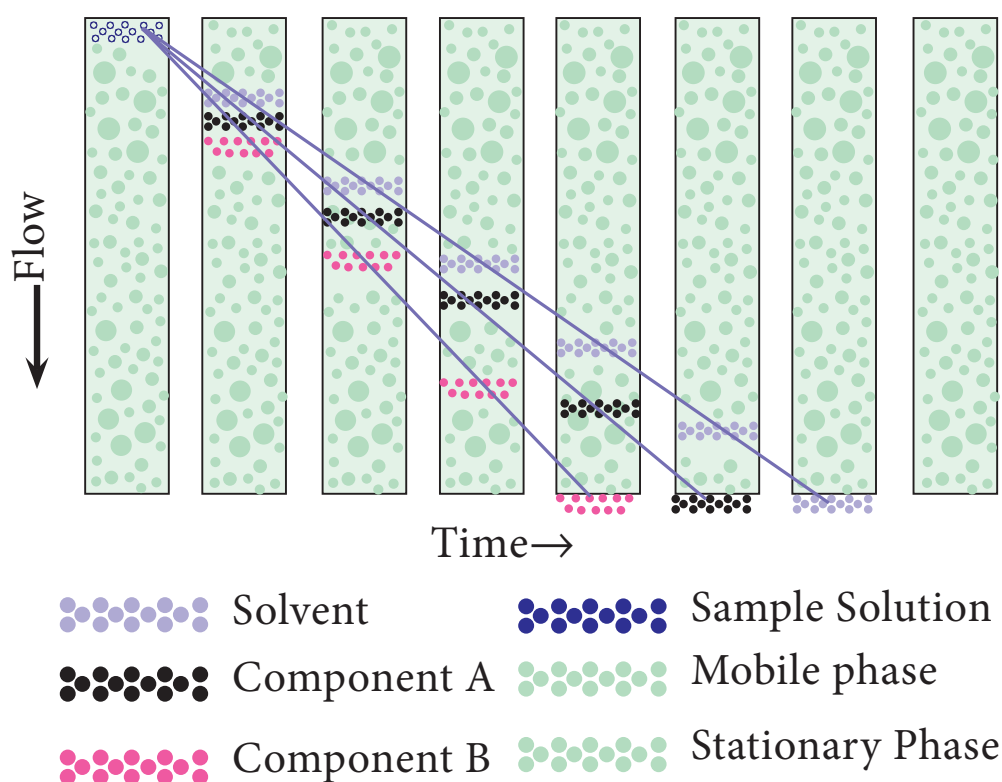 Flow
Time→
Solvent
Component A
Component B
Sample Solution
Mobile phase
Stationary Phase